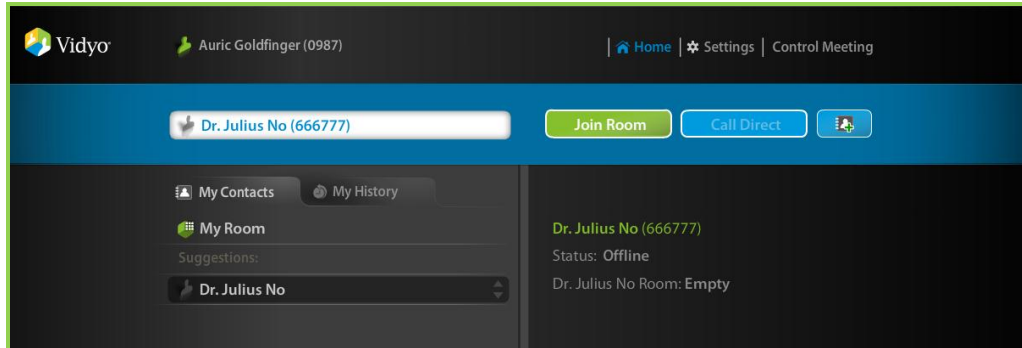 Vidyo
Auric Goldfinger (0987)
Home Settings Control Meeting
Dr. Julius No (666777)
Join Room
Call Direct
My Contacts
My History
My Room
Suggestions:
Dr. Julius No
Dr. Julius No (666777)
Status: Offline
Dr. Julius No Room: Empty